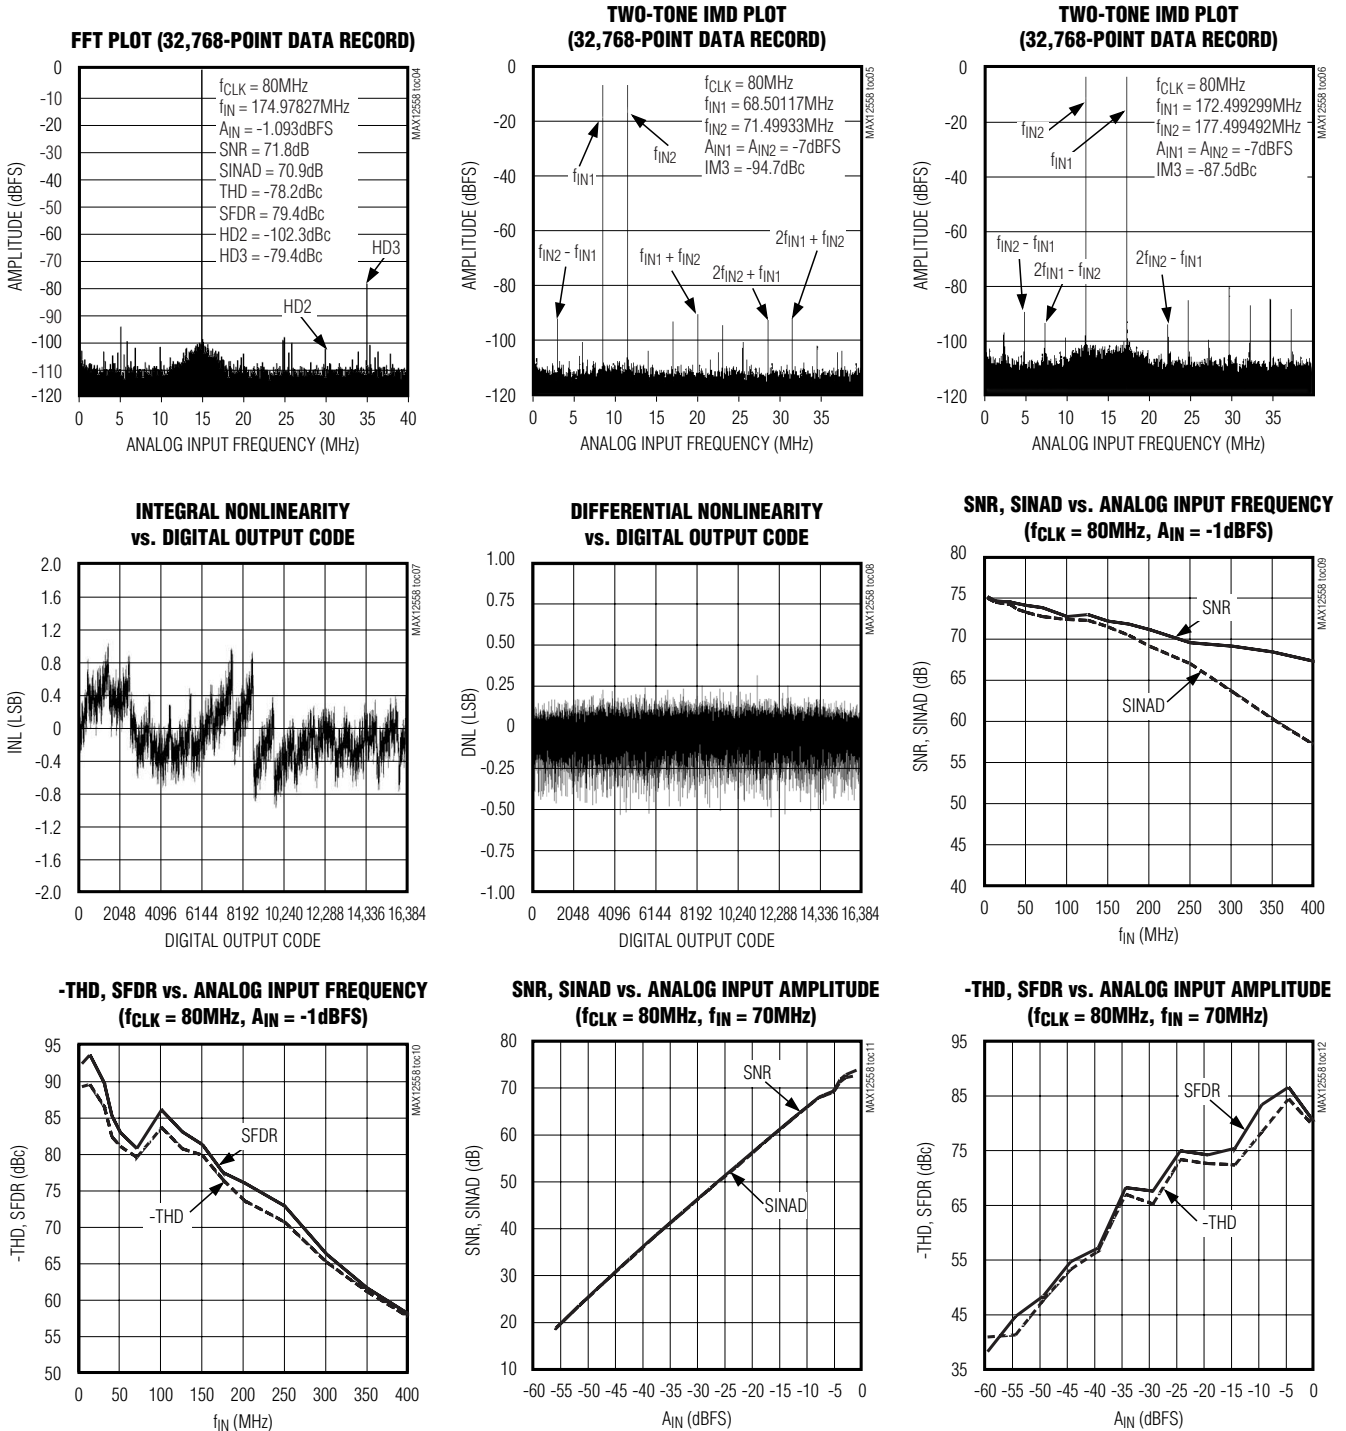 FFT PLOT (32,768-POINT DATA RECORD)
MAX12558 toc04
fCLK = 80MHz
fIN = 174.97827MHz
AIN = -1.093dBFS
SNR = 71.8dB
SINAD = 70.9dB
THD = -78.2dBc
SFDR = 79.4dBc
HD2 = -102.3dBc
HD3 = -79.4dBc
HD3
HD2
AMPLITUDE (dBFS)
0
-10
-20
-30
-40
-50
-60
-70
-80
-90
-100
-110
-120
0 5 10 15 20 25 30 35 40
ANALOG INPUT FREQUENCY (MHz)
TWO-TONE IMD PLOT
(32,768-POINT DATA RECORD)
MAX12558 toc05
fCLK = 80MHz
fIN1 = 68.50117MHz
fIN2 = 71.49933MHz
AIN1 = AIN2 = -7dBFS
IM3 = -94.7dBc
fIN1
fIN2
fIN2 - fIN1
fIN1 + fIN2
2fIN2 + fIN1
2fIN1 + fIN2
AMPLITUDE (dBFS)
0
-20
-40
-60
-80
-100
-120
0 5 10 15 20 25 30 35
ANALOG INPUT FREQUENCY (MHz)
TWO-TONE IMD PLOT
(32,768-POINT DATA RECORD)
MAX12558 toc06
fCLK = 80MHz
fIN1 = 172.499299MHz
fIN2 = 177.499492MHz
AIN1 = AIN2 = -7dBFS
IM3 = -87.5dBc
fIN2
fIN1
fIN2 - fIN1
2fIN1 - fIN2
2fIN2 - fIN1
AMPLITUDE (dBFS)
0
-20
-40
-60
-80
-100
-120
0 5 10 15 20 25 30 35
ANALOG INPUT FREQUENCY (MHz)
INTEGRAL NONLINEARITY
vs. DIGITAL OUTPUT CODE
MAX12558 toc07
INL (LSB)
2.0
1.6
1.2
0.8
0.4
0
-0.4
-0.8
-1.2
-1.6
-2.0
0 2048 4096 6144 8192 10,240 12,288 14,336 16,384
DIGITAL OUTPUT CODE
DIFFERENTIAL NONLINEARITY
vs. DIGITAL OUTPUT CODE
MAX12558 toc08
DNL (LSB)
1.00
0.75
0.50
0.25
0
-0.25
-0.50
-0.75
-1.00
0 2048 4096 6144 8192 10,240 12,288 14,336 16,384
DIGITAL OUTPUT CODE
SNR, SINAD vs. ANALOG INPUT FREQUENCY
(fCLK = 80MHz, AIN = -1dBFS)
MAX12558 toc09
SNR
SINAD
SNR, SINAD (dB)
80
75
70
65
60
55
50
45
40
0 50 100 150 200 250 300 350 400
fIN (MHz)
-THD, SFDR vs. ANALOG INPUT FREQUENCY
(fCLK = 80MHz, AIN = -1dBFS)
MAX12558 toc10
SFDR
-THD
-THD, SFDR (dBc)
95
90
85
80
75
70
65
60
55
50
0 50 100 150 200 250 300 350 400
fIN (MHz)
SNR, SINAD vs. ANALOG INPUT AMPLITUDE
(fCLK = 80MHz, fIN = 70MHz)
MAX12558 toc11
SNR
SINAD
SNR, SINAD (dB)
80
70
60
50
40
30
20
10
-60 -55 -50 -45 -40 -35 -30 -25 -20 -15 -10 -5 0
AIN (dBFS)
-THD, SFDR vs. ANALOG INPUT AMPLITUDE
(fCLK = 80MHz, fIN = 70MHz)
MAX12558 toc12
SFDR
-THD
-THD, SFDR (dBc)
95
85
75
65
55
45
35
-60 -55 -50 -45 -40 -35 -30 -25 -20 -15 -10 -5 0
AIN (dBFS)